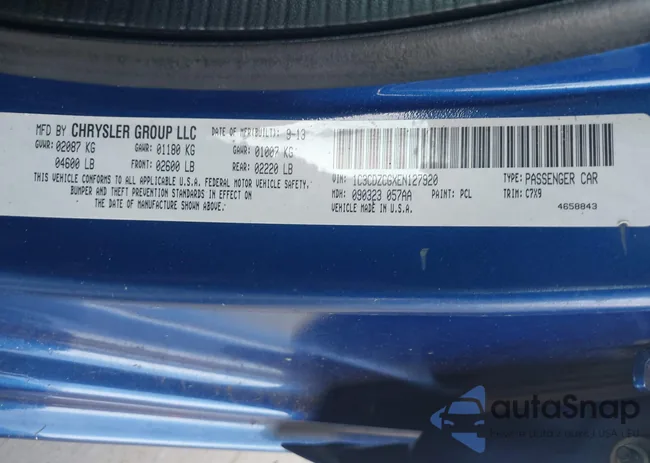 MFD BY CHRYSLER GROUP LLC DATE OF MFR(BUILT): 9-13
GVWR: 02087 KG GAWR: 01180 KG GAWR: 01007 KG
04600 LB FRONT: 02600 LB REAR: 02220 LB
THIS VEHICLE CONFORMS TO ALL APPLICABLE U.S.A. FEDERAL MOTOR VEHICLE SAFETY,
BUMPER AND THEFT PREVENTION STANDARDS IN EFFECT ON
THE DATE OF MANUFACTURE SHOWN ABOVE.
VIN: 1C3CDZCGXEN127920 TYPE: PASSENGER CAR
MDH: 090323 057AA PAINT: PCL TRIM: C7X9
VEHICLE MADE IN U.S.A. 4658843
autoSnap